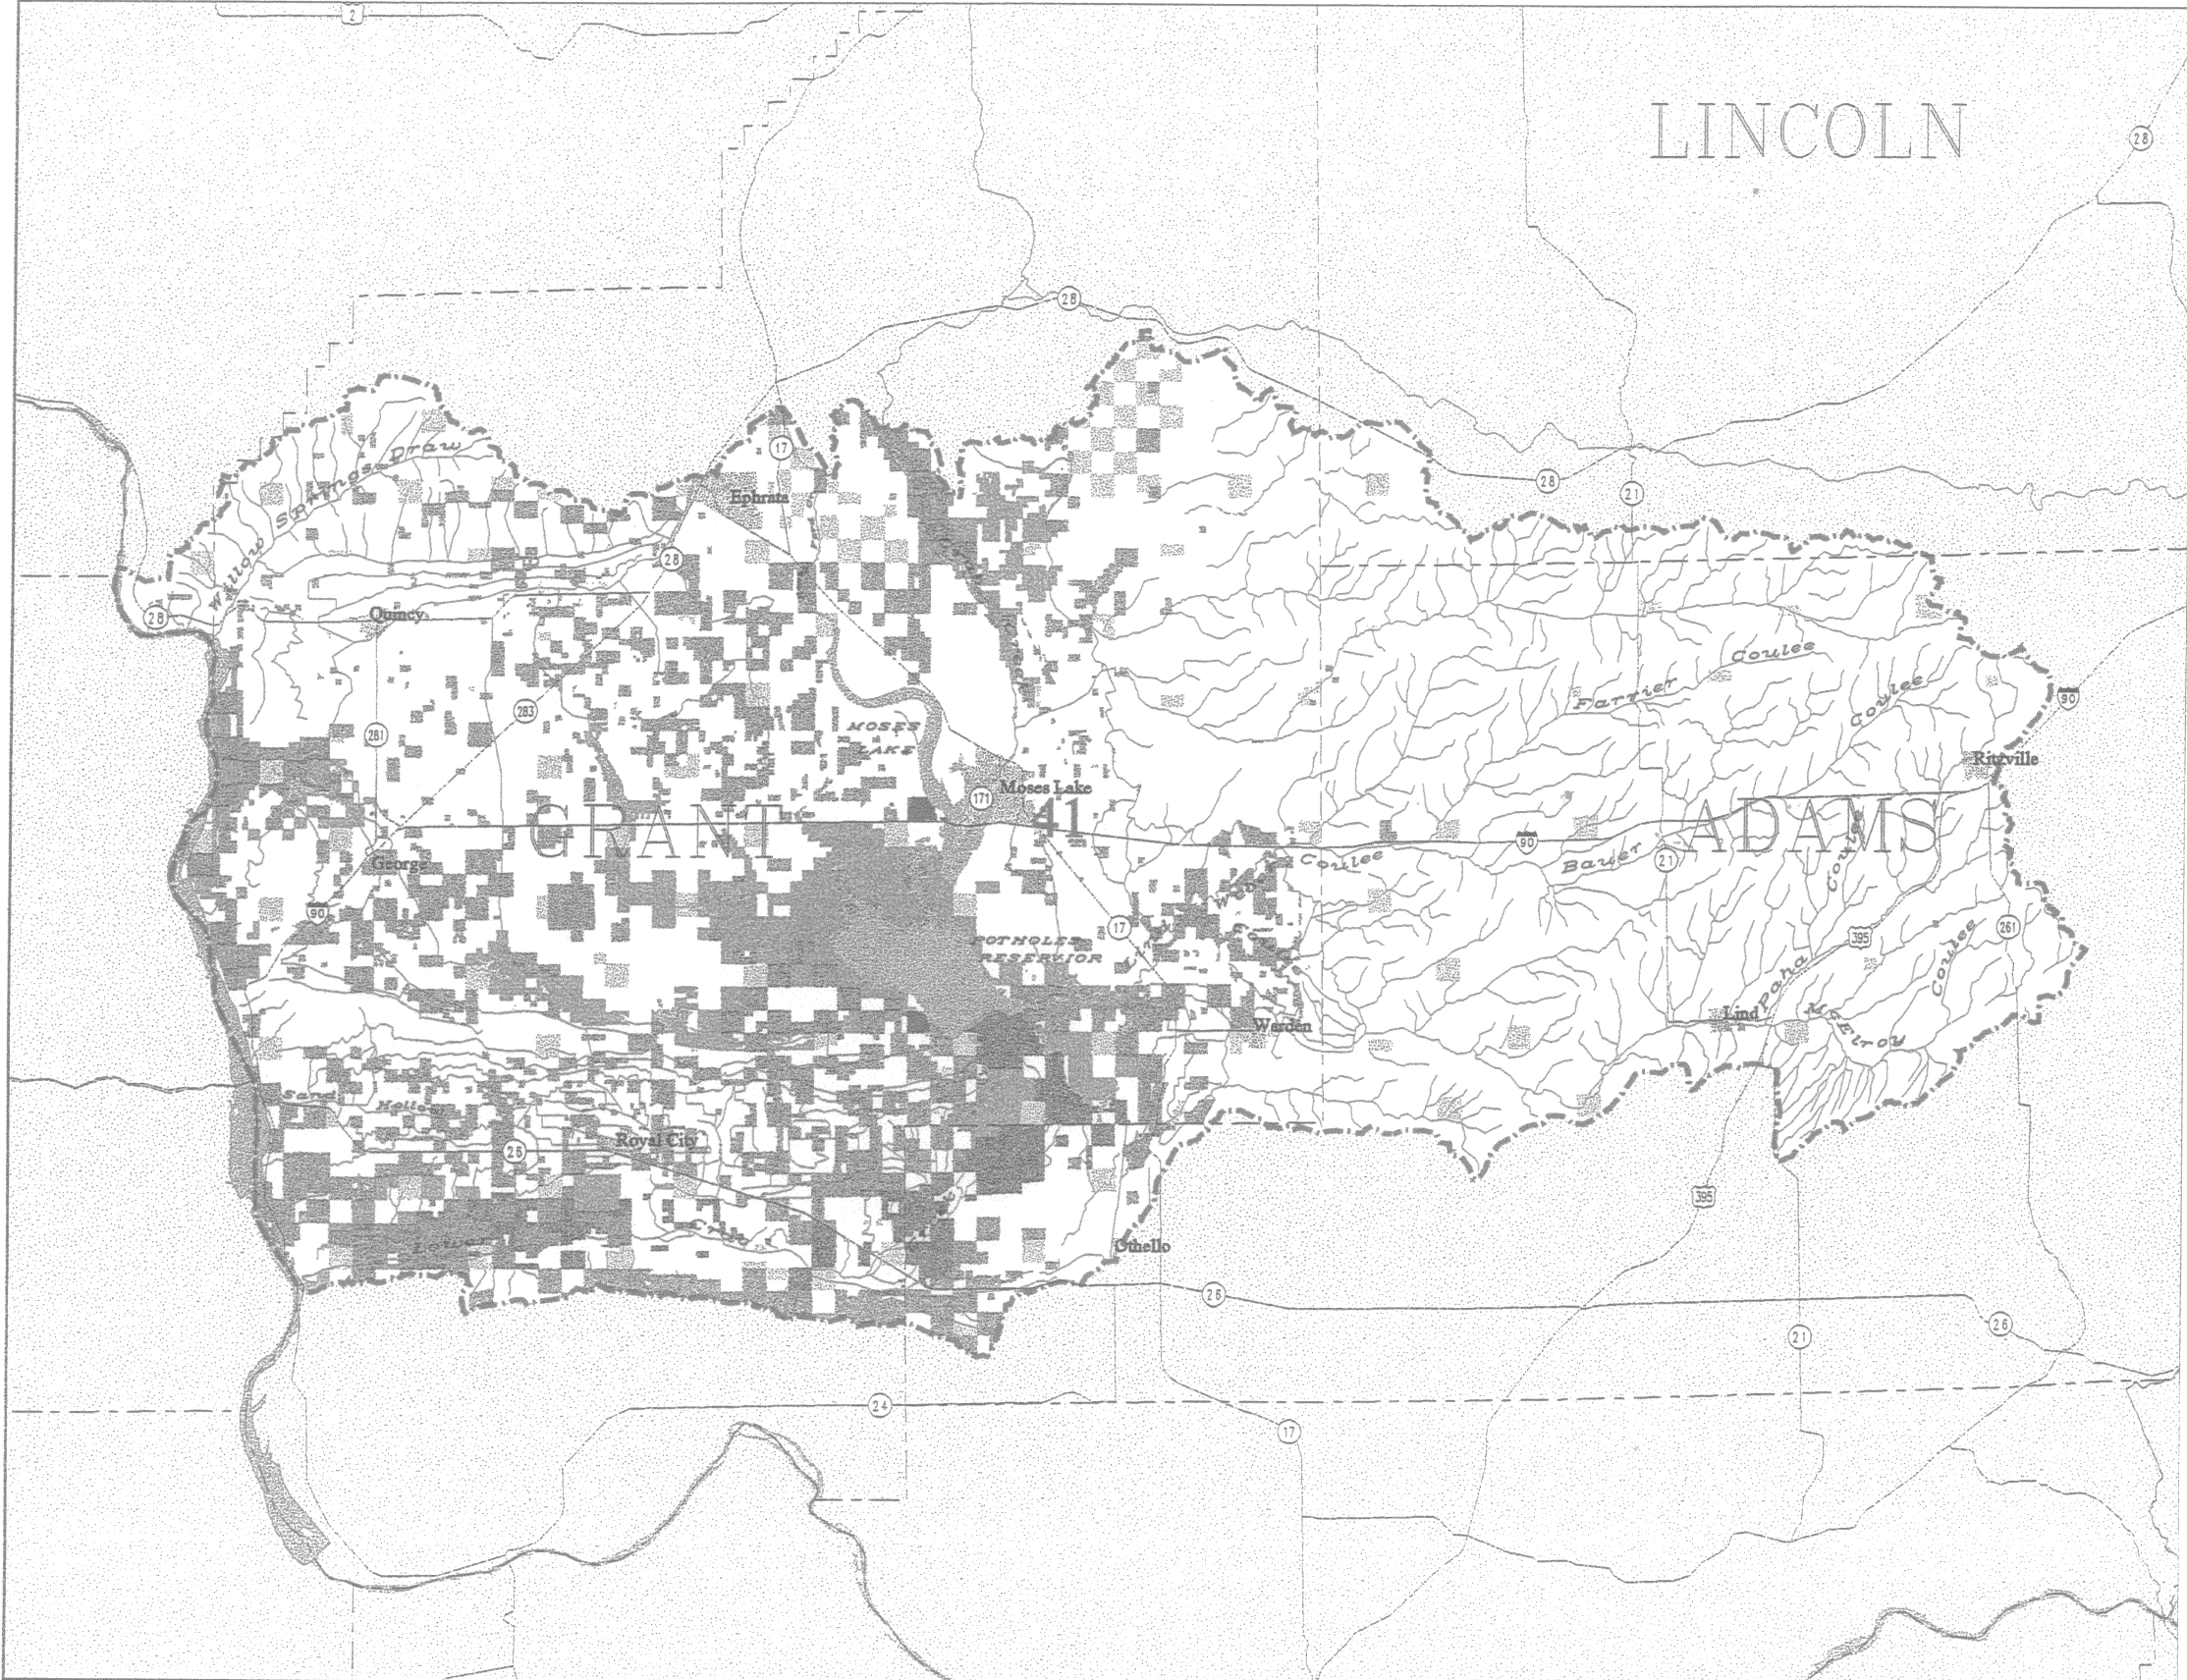 2
LINCOLN
28
28
17
Draw
Springs
Willow
Ephrata
28
21
28
28
Quincy
Coulee
Farrier
Coulee
90
283
281
MOSES
LAKE
Ritzville
Moses Lake
171
41
GRANT
ADAMS
90
George
Coulee
Bauer
21
Coulee
90
17
POTHOLES
RESERVIOR
395
261
Coulee
Paha
Lind
McElroy
Warden
Sand
Hollow
Royal City
26
395
Lower
Crab
Othello
26
26
21
24
17